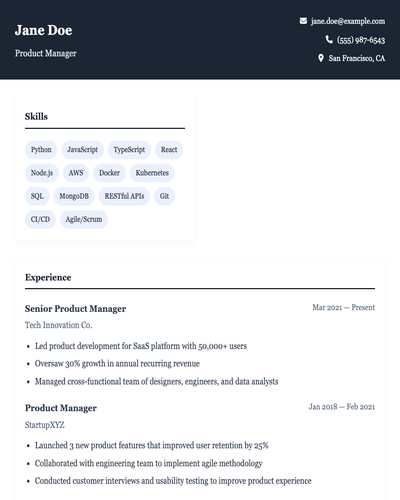 Jane Doe
Product Manager
jane.doe@example.com
(555) 987-6543
San Francisco, CA
Skills
Python JavaScript TypeScript React
Node.js AWS Docker Kubernetes
SQL MongoDB RESTful APIs Git
CI/CD Agile/Scrum
Experience
Senior Product Manager Mar 2021 — Present
Tech Innovation Co.
• Led product development for SaaS platform with 50,000+ users
• Oversaw 30% growth in annual recurring revenue
• Managed cross-functional team of designers, engineers, and data analysts
Product Manager Jan 2018 — Feb 2021
StartupXYZ
• Launched 3 new product features that improved user retention by 25%
• Collaborated with engineering team to implement agile methodology
• Conducted customer interviews and usability testing to improve product experience